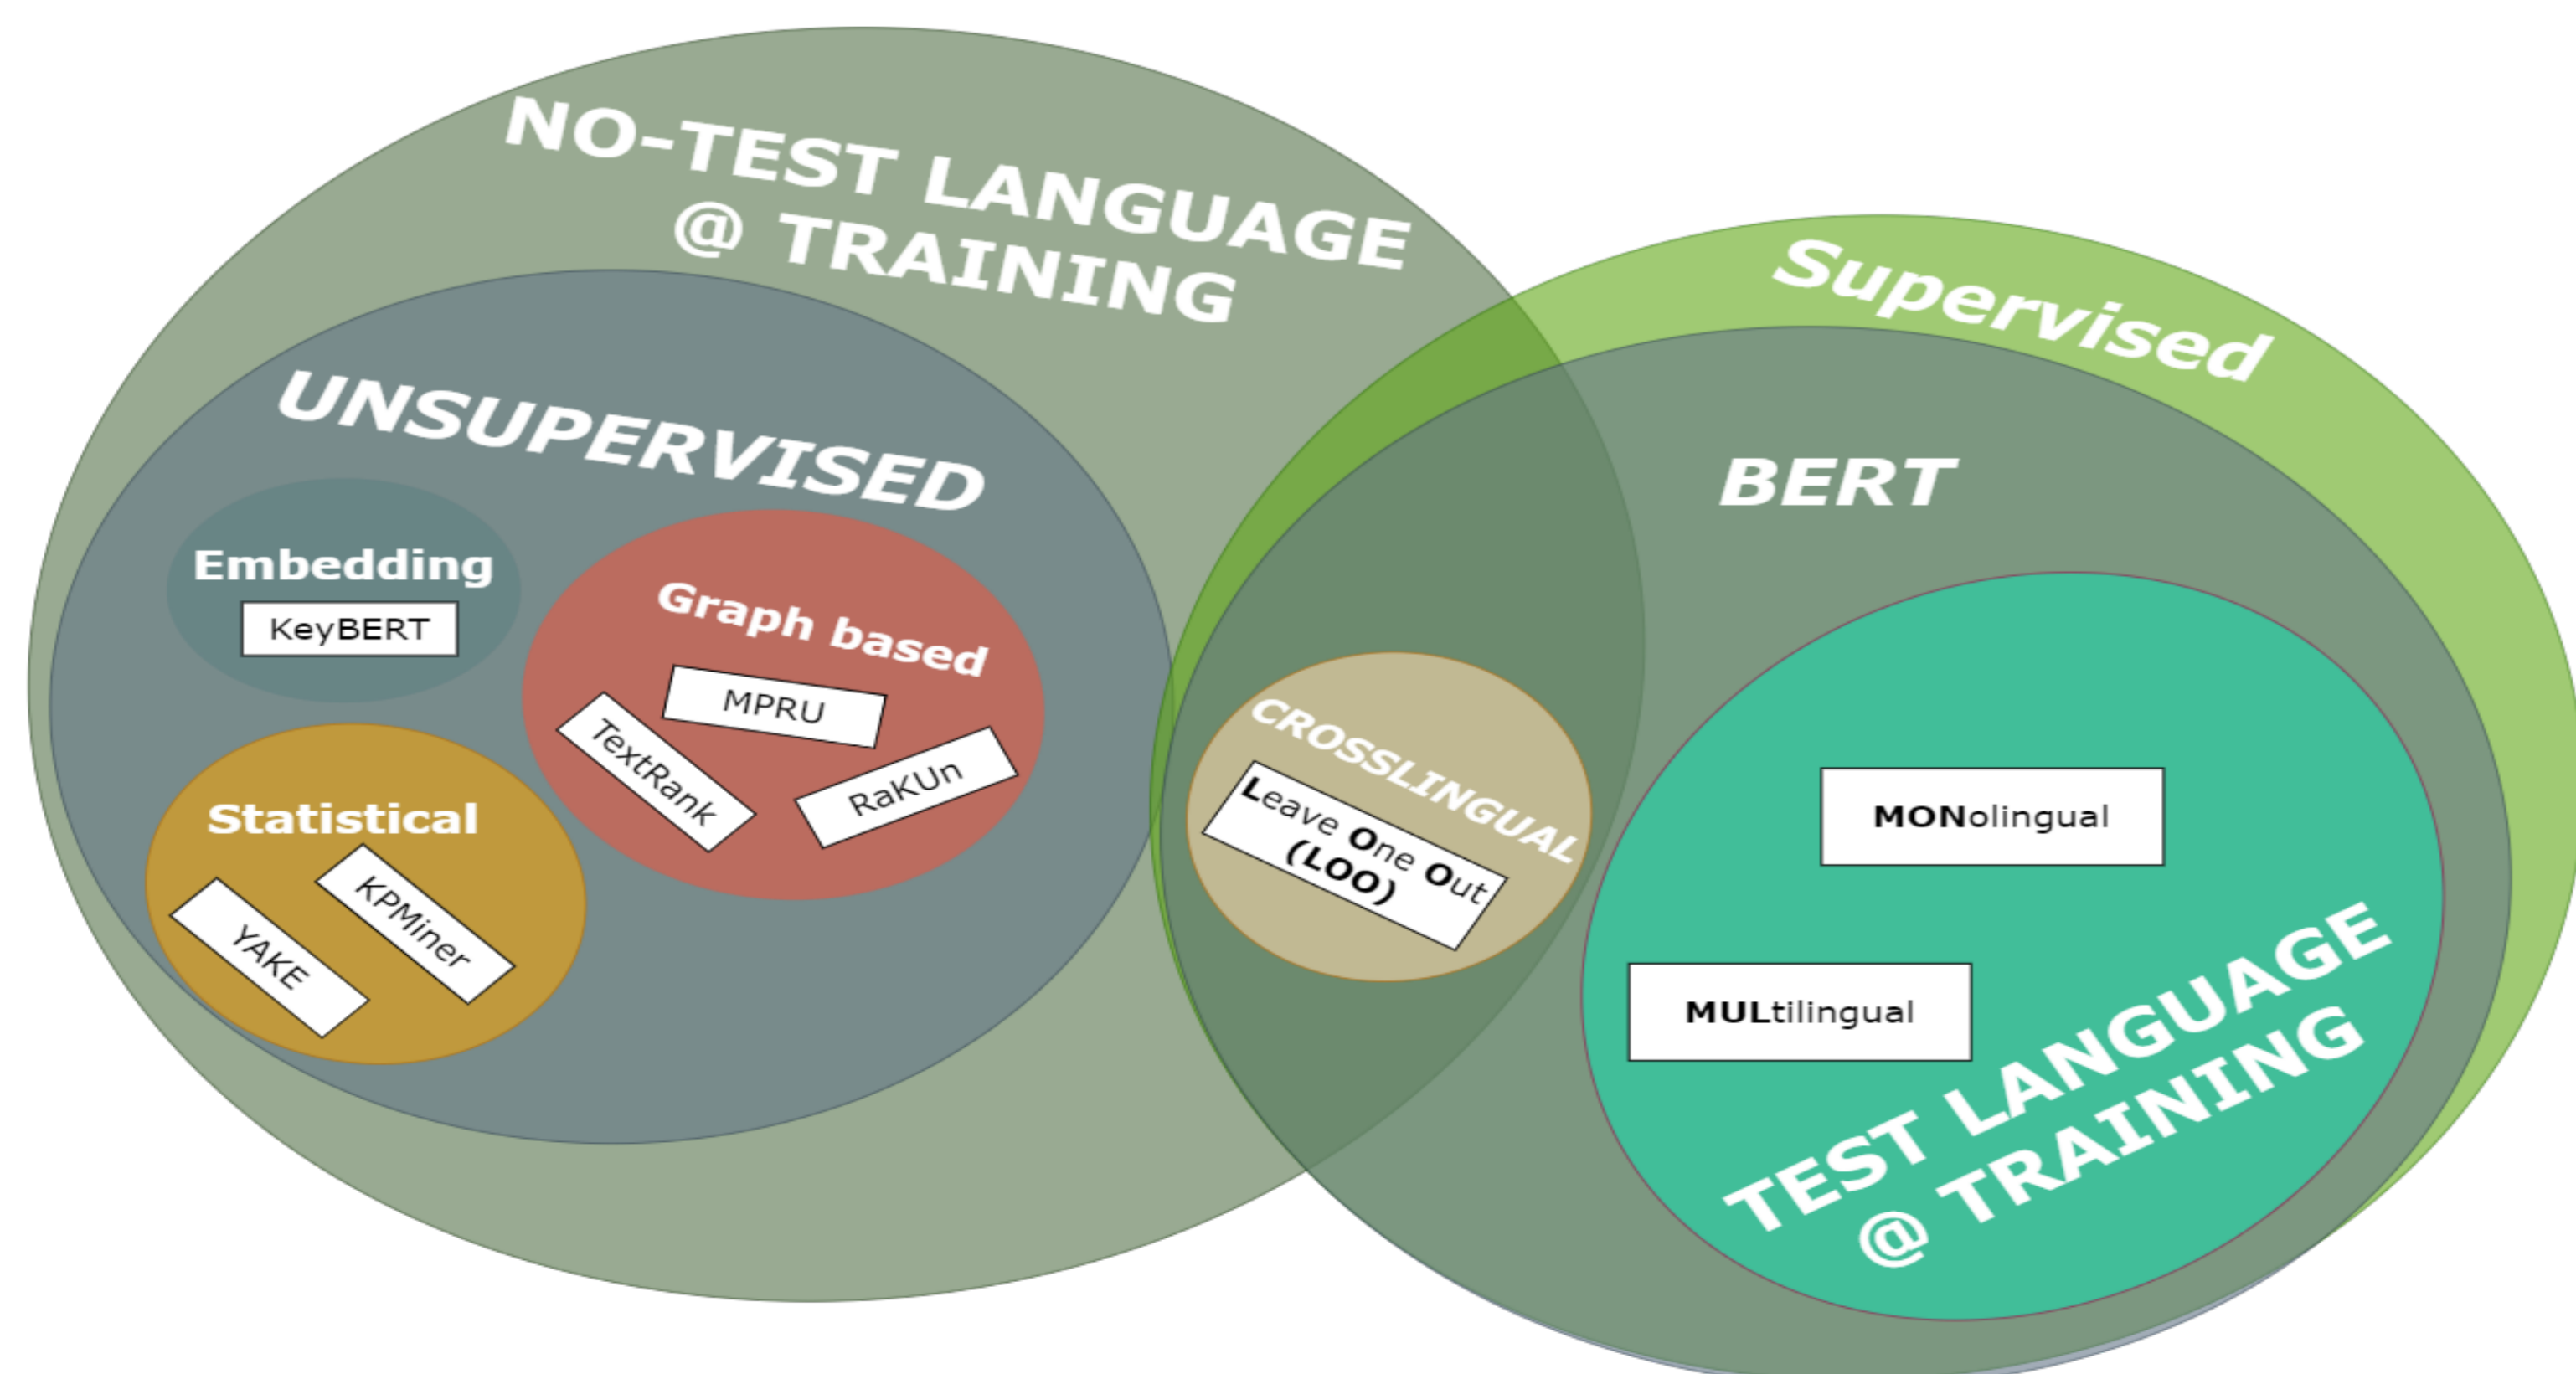 NO-TEST LANGUAGE
@ TRAINING
UNSUPERVISED
Embedding
KeyBERT
Graph based
MPRU
TextRank
RaKUn
Statistical
KPMiner
YAKE
Supervised
BERT
CROSSLINGUAL
Leave One Out
(LOO)
MONolingual
MULtilingual
TEST LANGUAGE
@ TRAINING